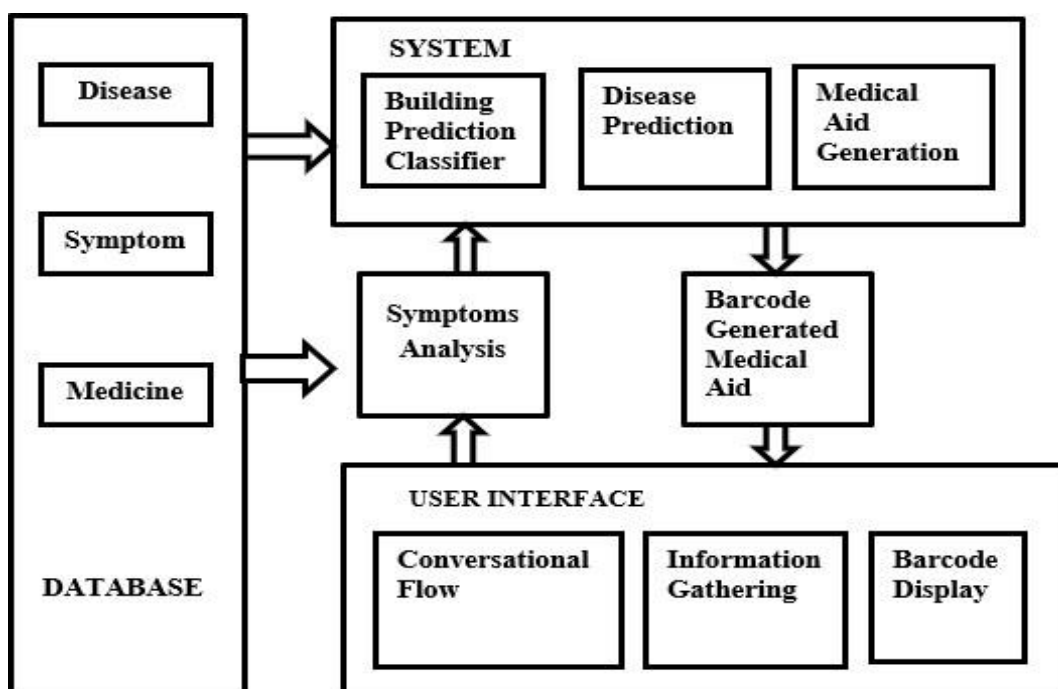 Disease
Symptom
Medicine
DATABASE
SYSTEM
Building
Prediction
Classifier
Disease
Prediction
Medical
Aid
Generation
Symptoms
Analysis
Barcode
Generated
Medical
Aid
USER INTERFACE
Conversational
Flow
Information
Gathering
Barcode
Display